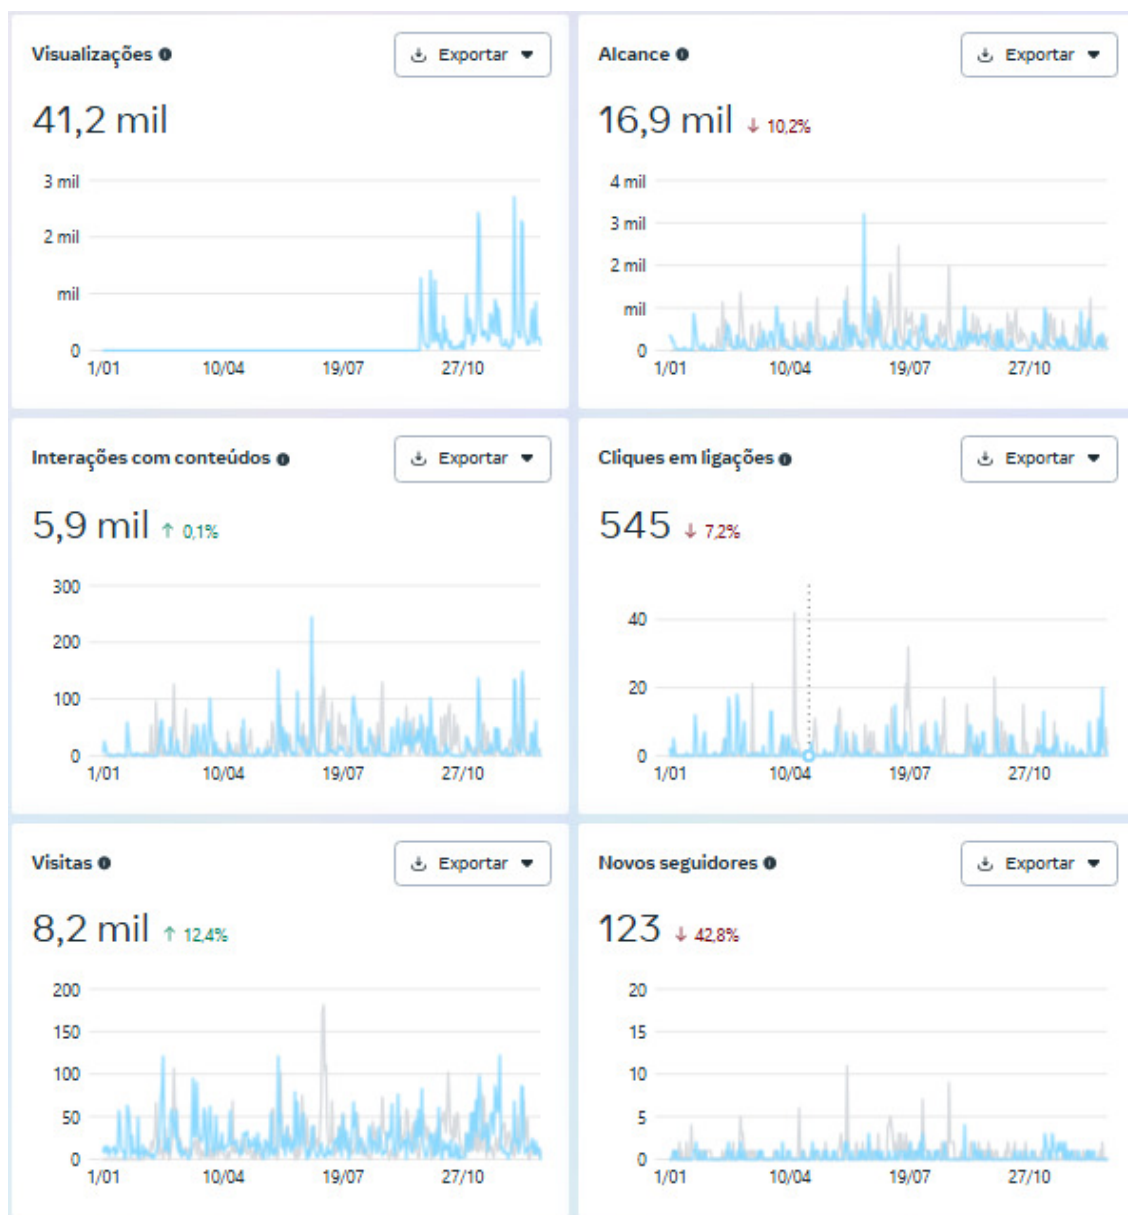 Visualizações
Exportar
41,2 mil
3 mil
2 mil
mil
0
1/01 10/04 19/07 27/10
Alcance
Exportar
16,9 mil ↓ 10,2%
4 mil
3 mil
2 mil
mil
0
1/01 10/04 19/07 27/10
Interações com conteúdos
Exportar
5,9 mil ↑ 0,1%
300
200
100
0
1/01 10/04 19/07 27/10
Cliques em ligações
Exportar
545 ↓ 7,2%
40
20
0
1/01 10/04 19/07 27/10
Visitas
Exportar
8,2 mil ↑ 12,4%
200
150
100
50
0
1/01 10/04 19/07 27/10
Novos seguidores
Exportar
123 ↓ 42,8%
20
15
10
5
0
1/01 10/04 19/07 27/10